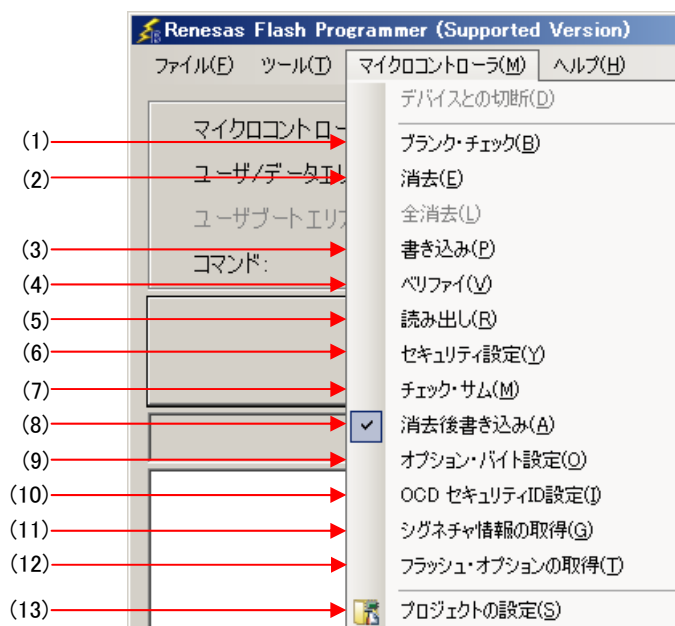 Renesas Flash Programmer (Supported Version)
ファイル(F) ツール(T) マイクロコントローラ(M) ヘルプ(H)
デバイスとの切断(D)
マイクロコントロー
(1) ブランク・チェック(B)
(2) ユーザ/データエリ 消去(E)
ユーザブートエリア 全消去(L)
(3) 書き込み(P)
コマンド:
(4) ベリファイ(V)
(5) 読み出し(R)
(6) セキュリティ設定(Y)
(7) チェック・サム(M)
(8) 消去後書き込み(A)
(9) オプション・バイト設定(O)
(10) OCD セキュリティID設定(I)
(11) シグネチャ情報の取得(G)
(12) フラッシュ・オプションの取得(T)
(13) プロジェクトの設定(S)